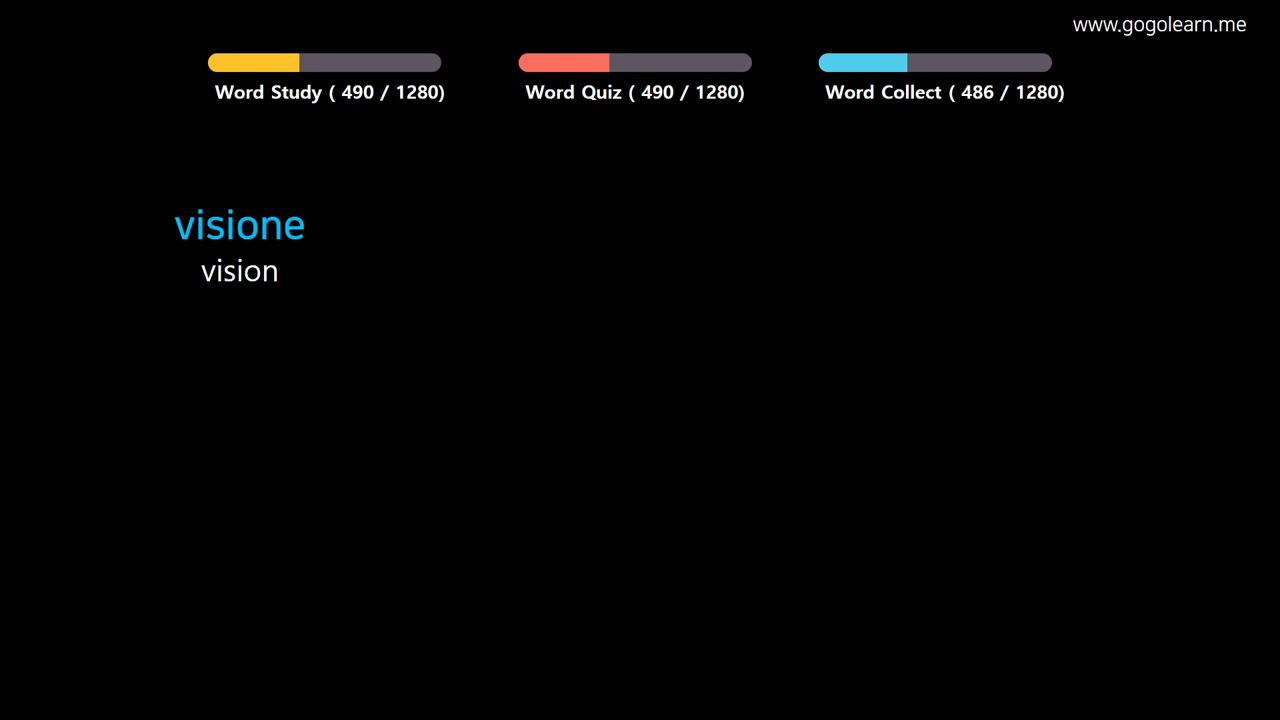 www.gogolearn.me
Word Study ( 490 / 1280)
Word Quiz ( 490 / 1280)
Word Collect ( 486 / 1280)
visione
vision